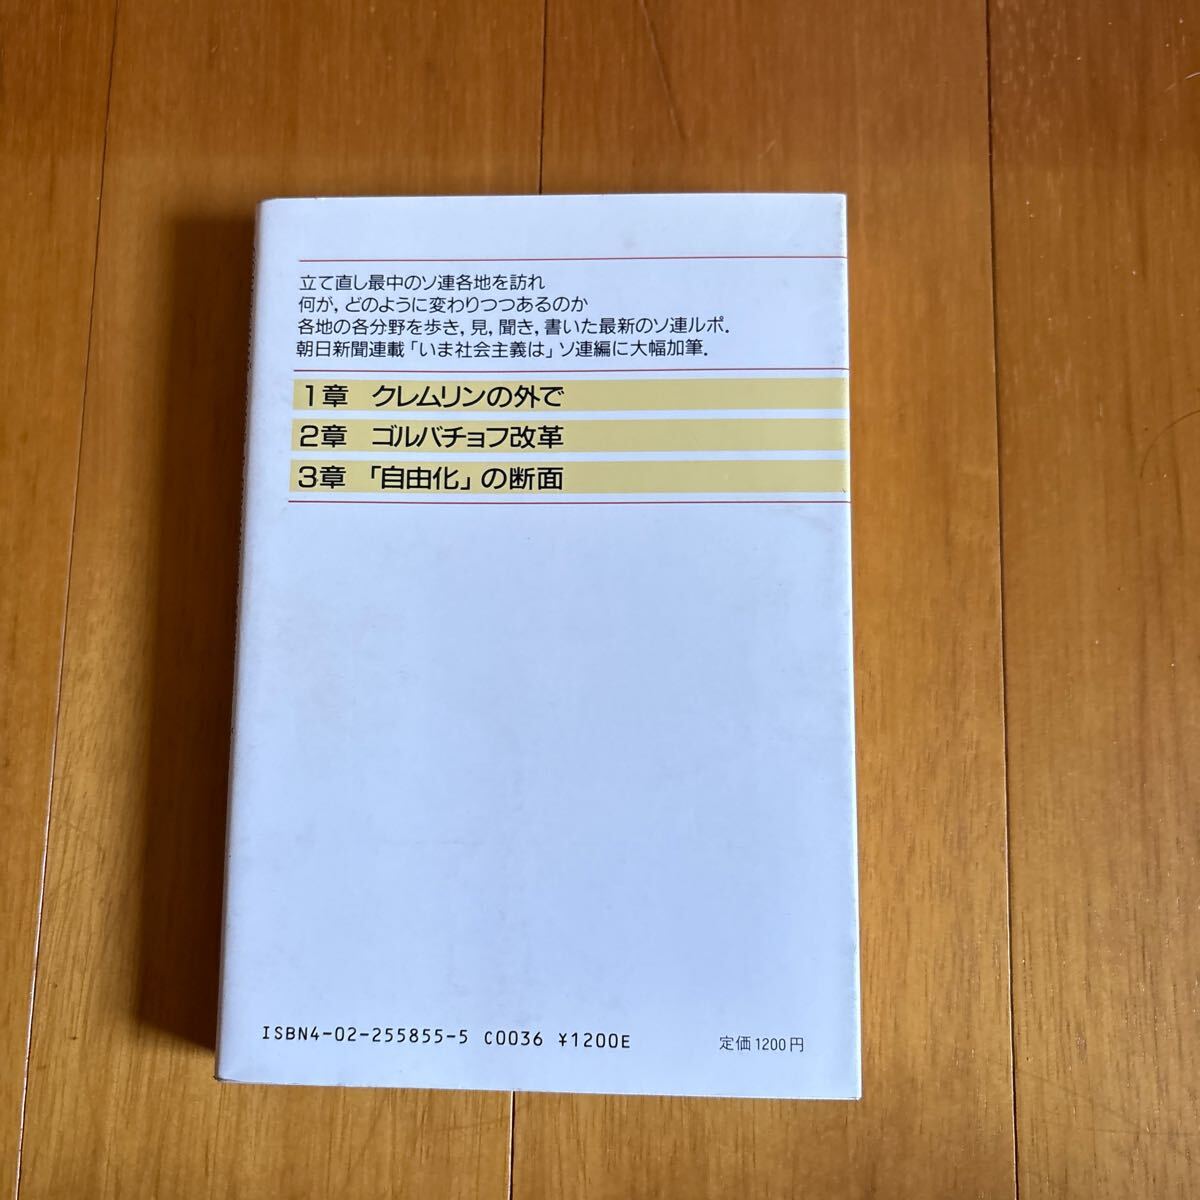 立て直し最中のソ連各地を訪れ
何が，どのように変わりつつあるのか
各地の各分野を歩き，見，聞き，書いた最新のソ連ルポ．
朝日新聞連載「いま社会主義は」ソ連編に大幅加筆．
1章 クレムリンの外で
2章 ゴルバチョフ改革
3章 「自由化」の断面
ISBN4-02-255855-5 C0036 ¥1200E
定価1200円